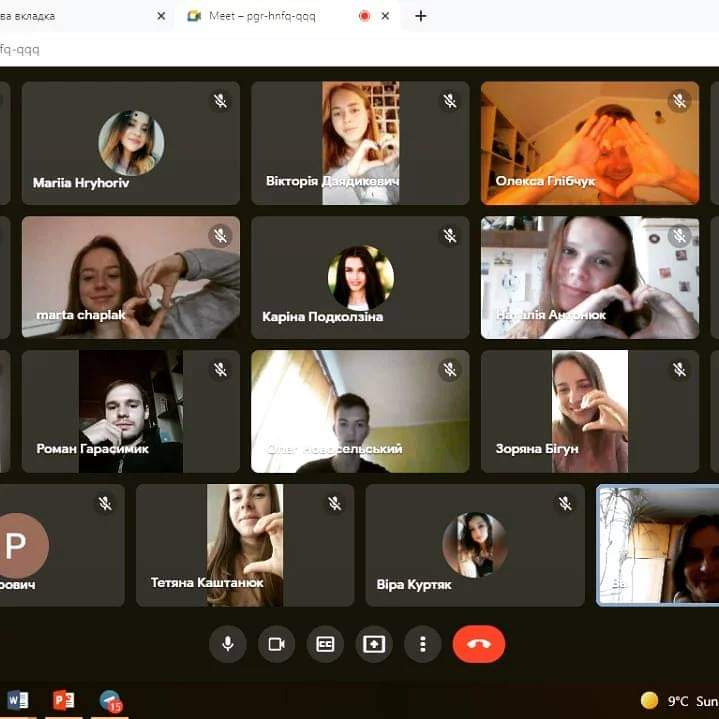 ва вкладка
Meet – pgr-hnfq-qqq
fq-qqq
Mariia Hryhoriv
Вікторія Дзядикевич
Олекса Глібчук
marta chaplak
Каріна Подколзіна
Наталія Антонюк
Роман Гарасимик
Олег Новосельський
Зоряна Бігун
Р
рович
Тетяна Каштанюк
Віра Куртяк
Ва
CC
W
P
15
9°C Sun